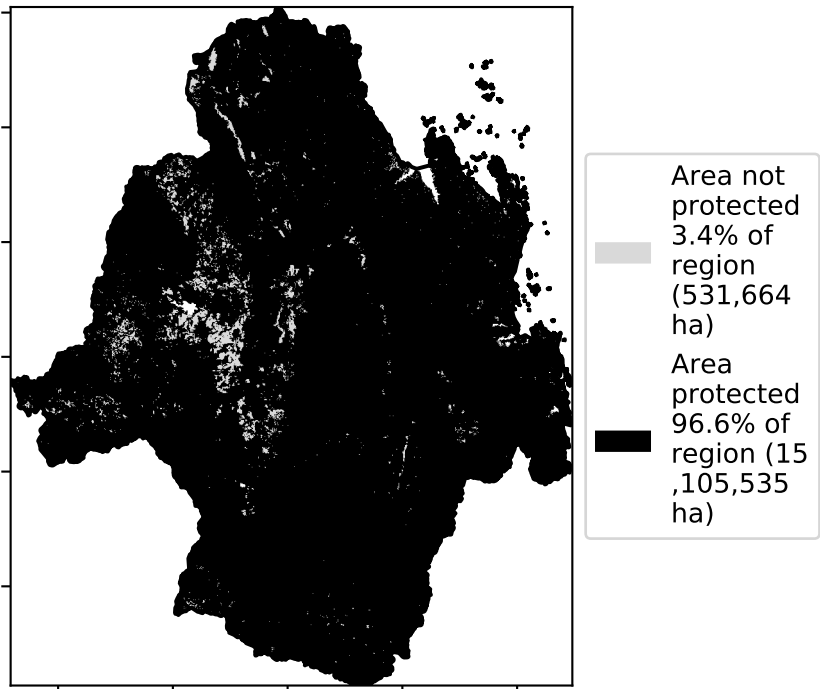 Area not
protected
3.4% of
region
(531,664
ha)
Area
protected
96.6% of
region (15
,105,535
ha)